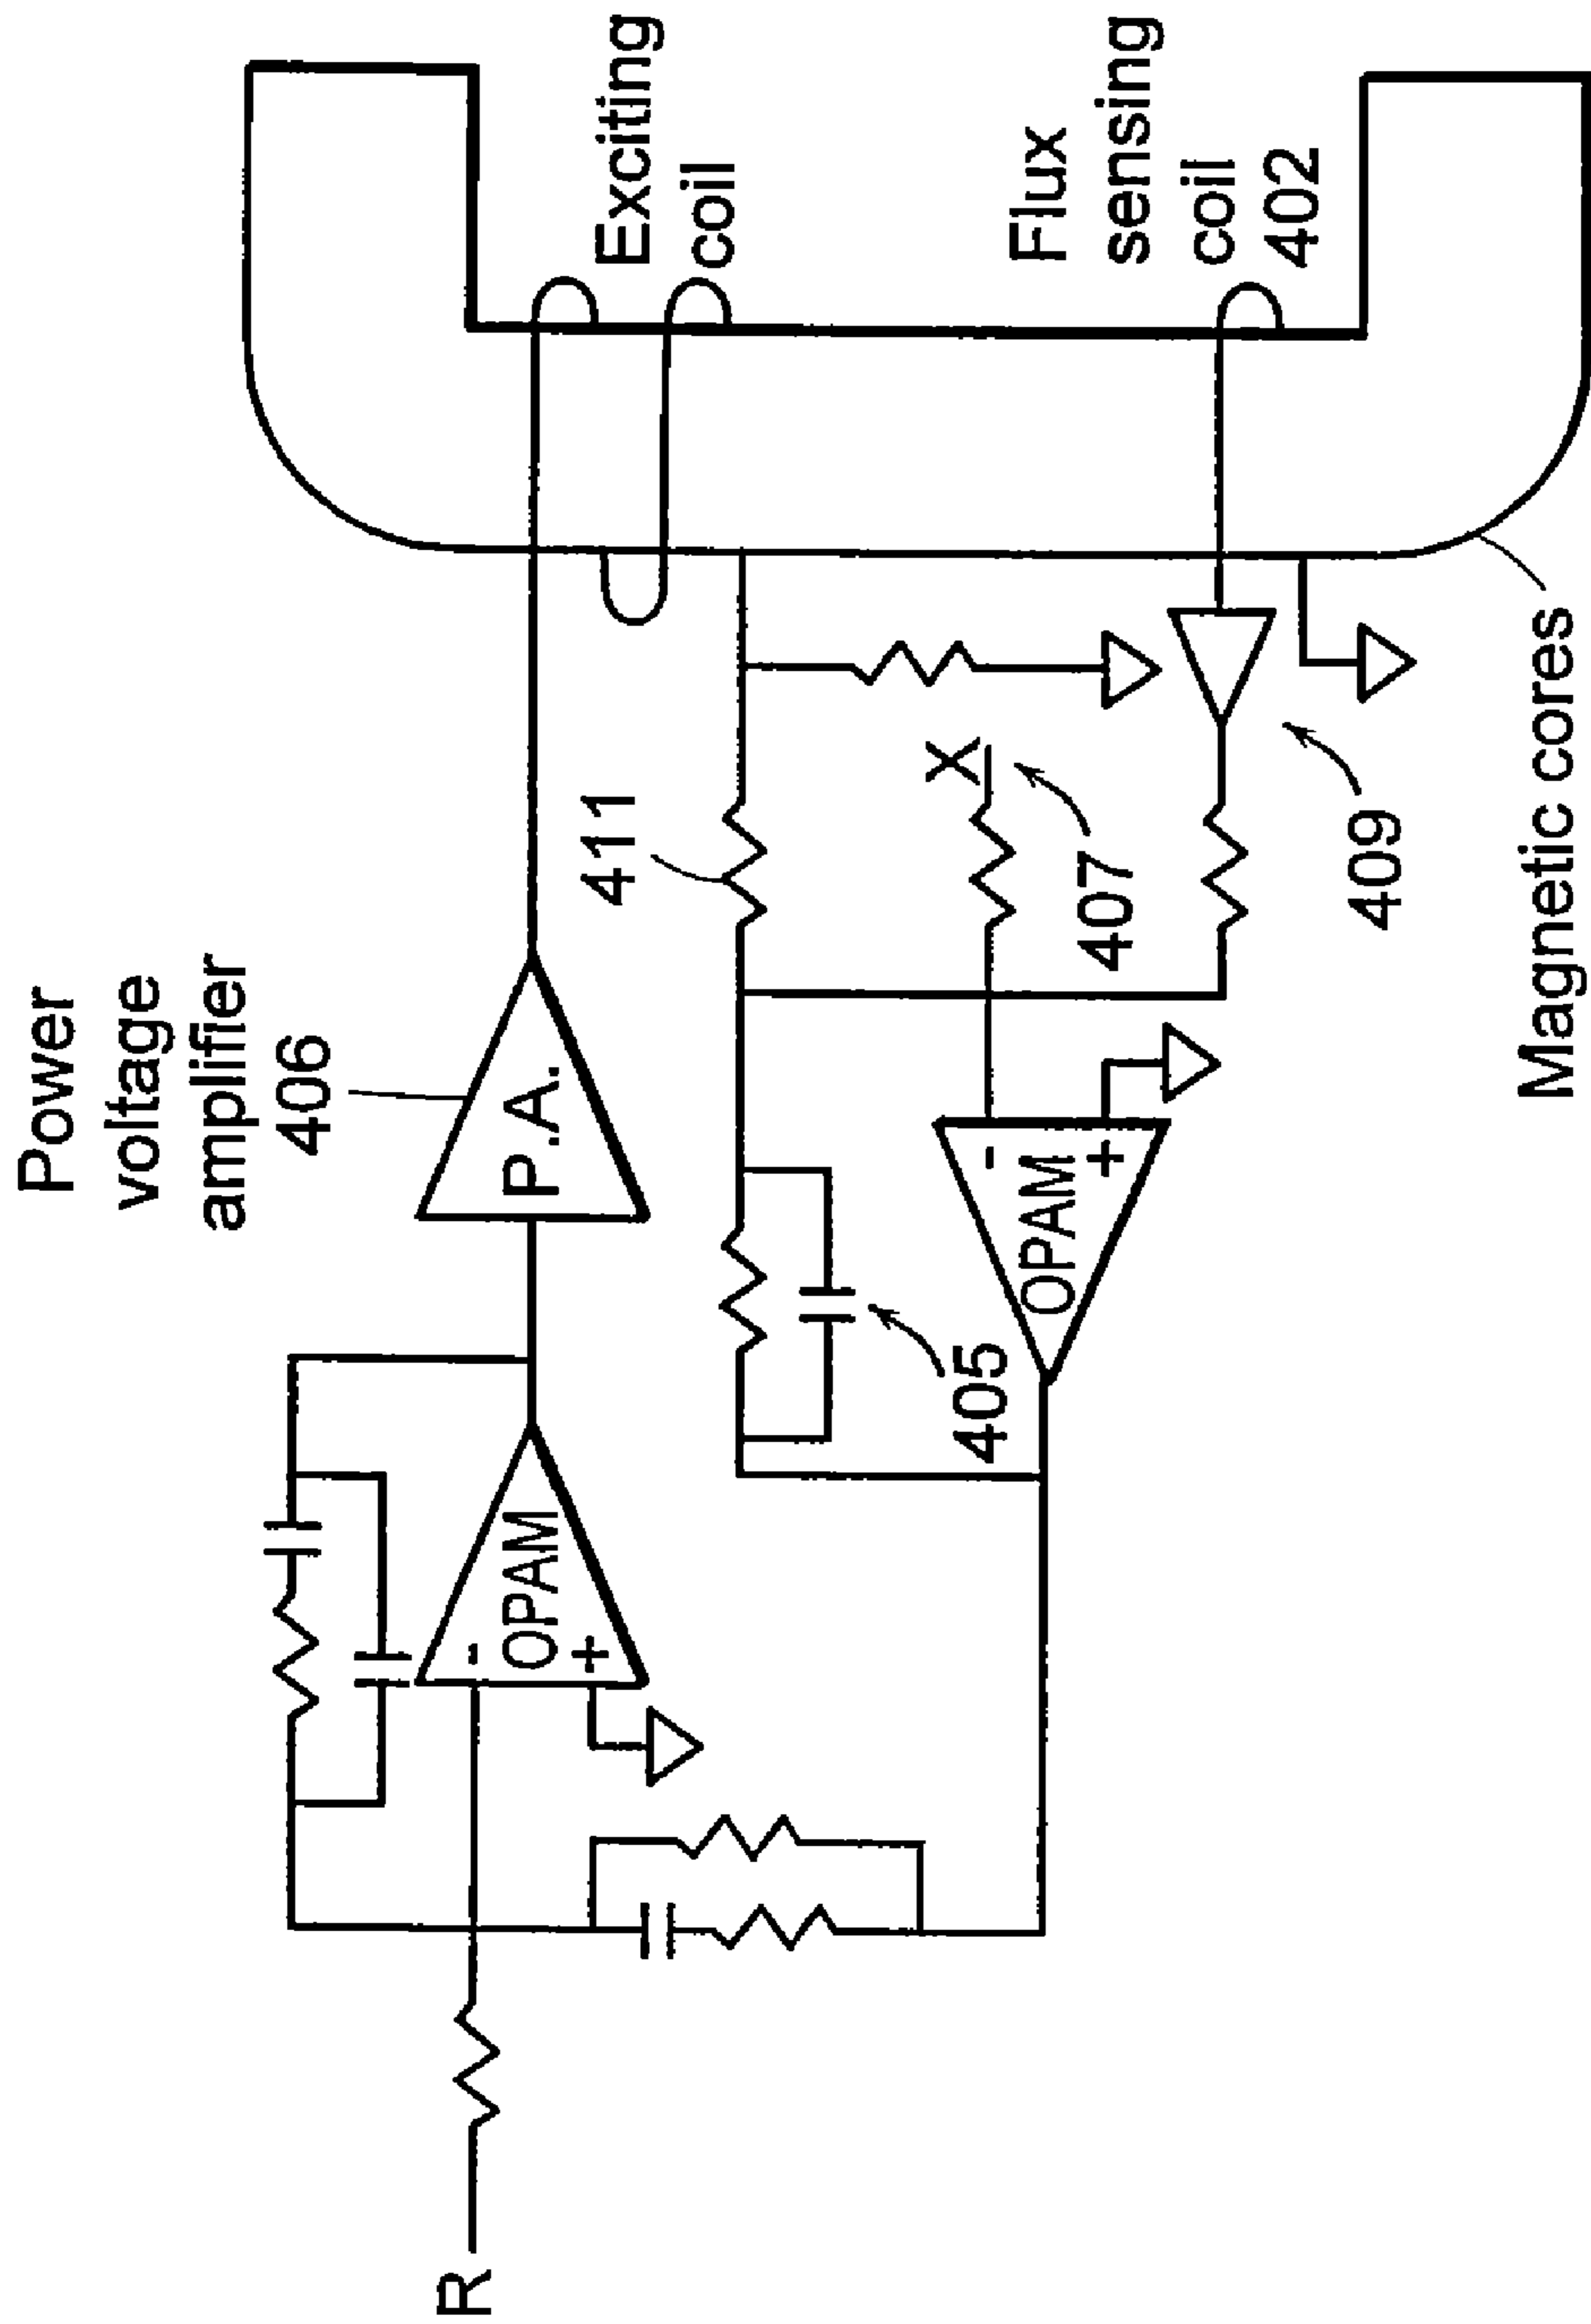 Power
voltage
amplifier
406
P.A.
OPAM
-
+
R
411
Exciting
coil
X
407
405
OPAM
-
+
Flux
sensing
coil
402
409
Magnetic cores